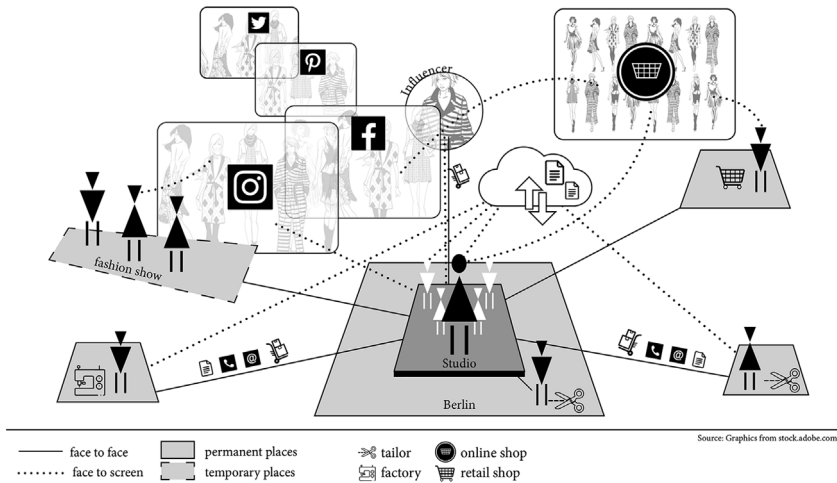 Influencer
fashion show
Studio
Berlin
Source: Graphics from stock.adobe.com
face to face
permanent places
tailor
online shop
face to screen
temporary places
factory
retail shop